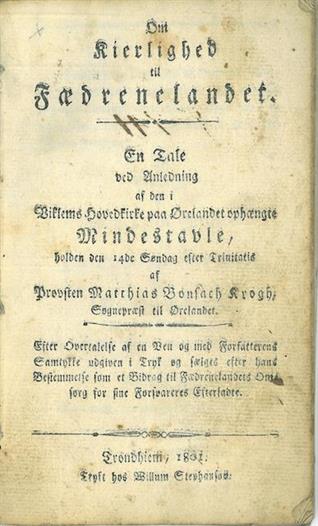 Om
Kierlighed
til
Fædrenelandet.
En Tale
ved Anledning
af den i
Viklems Hovedkirke paa Ørelandet ophængte
Mindestavle,
holden den 14de Søndag efter Trinitatis
af
Provsten Matthias Bonsach Krogh,
Sognepræst til Ørelandet.
Efter Overtalelse af en Ven og med Forfatterens
Samtykke udgiven i Tryk og sælges efter hans
Bestemmelse som et Bidrag til Fædrenelandets Om-
sorg for sine Forsvareres Efterladte.
Trondhiem, 1801.
Trykt hos Willum Stephanson.